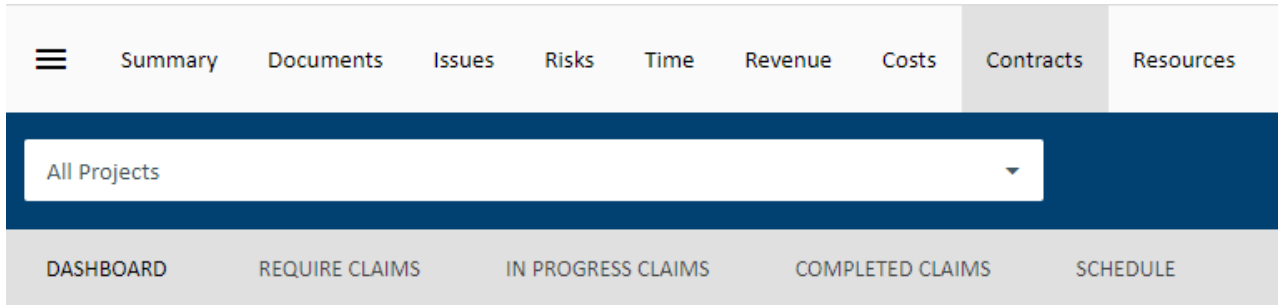 Summary Documents Issues Risks Time Revenue Costs Contracts Resources
All Projects
DASHBOARD REQUIRE CLAIMS IN PROGRESS CLAIMS COMPLETED CLAIMS SCHEDULE